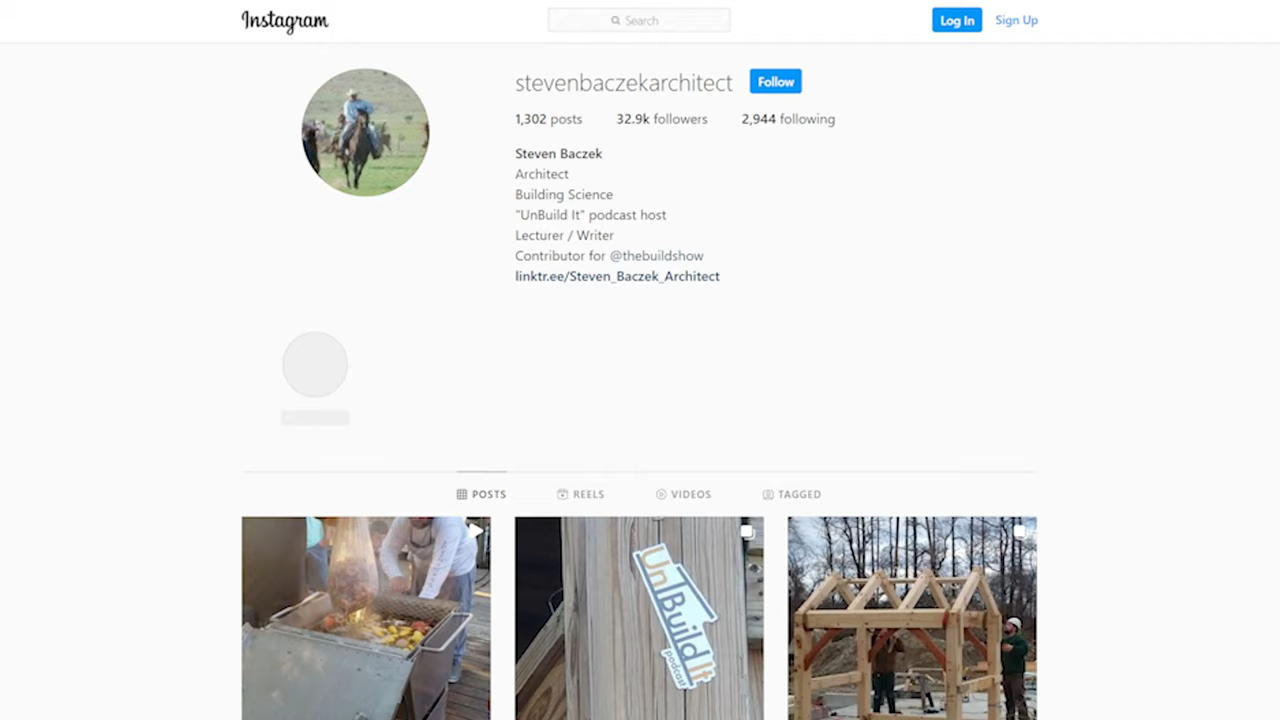 Instagram
Search
Log In
Sign Up
stevenbaczekarchitect
Follow
1,302 posts
32.9k followers
2,944 following
Steven Baczek
Architect
Building Science
"UnBuild It" podcast host
Lecturer / Writer
Contributor for @thebuildshow
linktr.ee/Steven_Baczek_Architect
POSTS
REELS
VIDEOS
TAGGED
Un|Build It
podcast